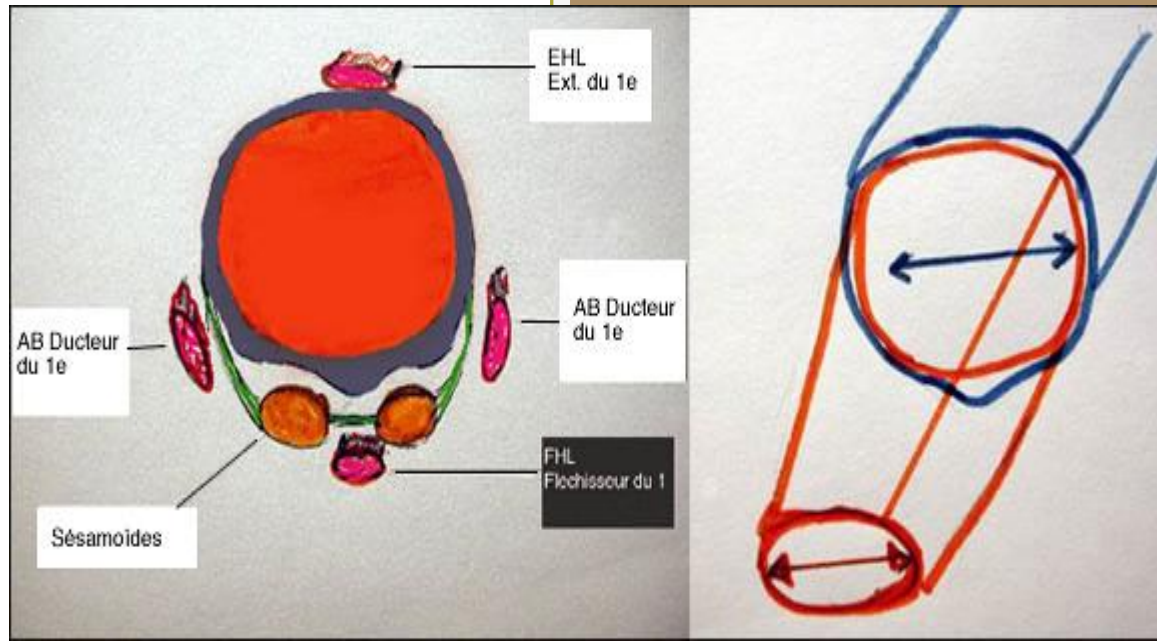 EHL
Ext. du 1e
AB Ducteur
du 1e
AB Ducteur
du 1e
FHL
Flechisseur du 1
Sésamoïdes